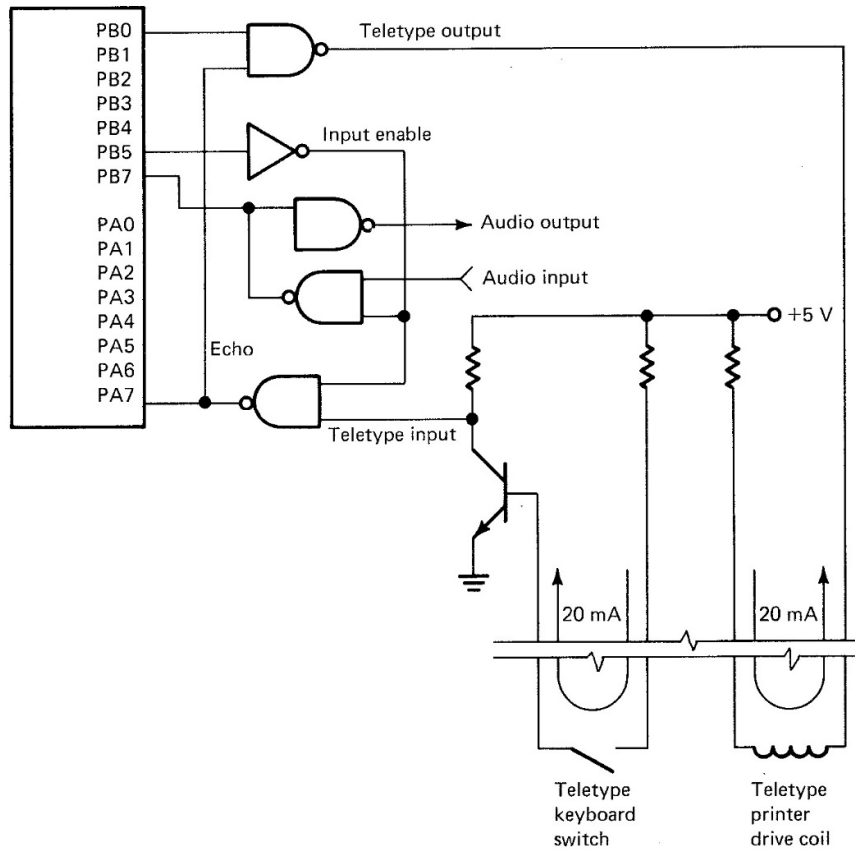 PB0
PB1
PB2
PB3
PB4
PB5
PB7
PA0
PA1
PA2
PA3
PA4
PA5
PA6
PA7
Teletype output
Input enable
Audio output
Audio input
+5 V
Echo
Teletype input
20 mA
20 mA
Teletype
keyboard
switch
Teletype
printer
drive coil